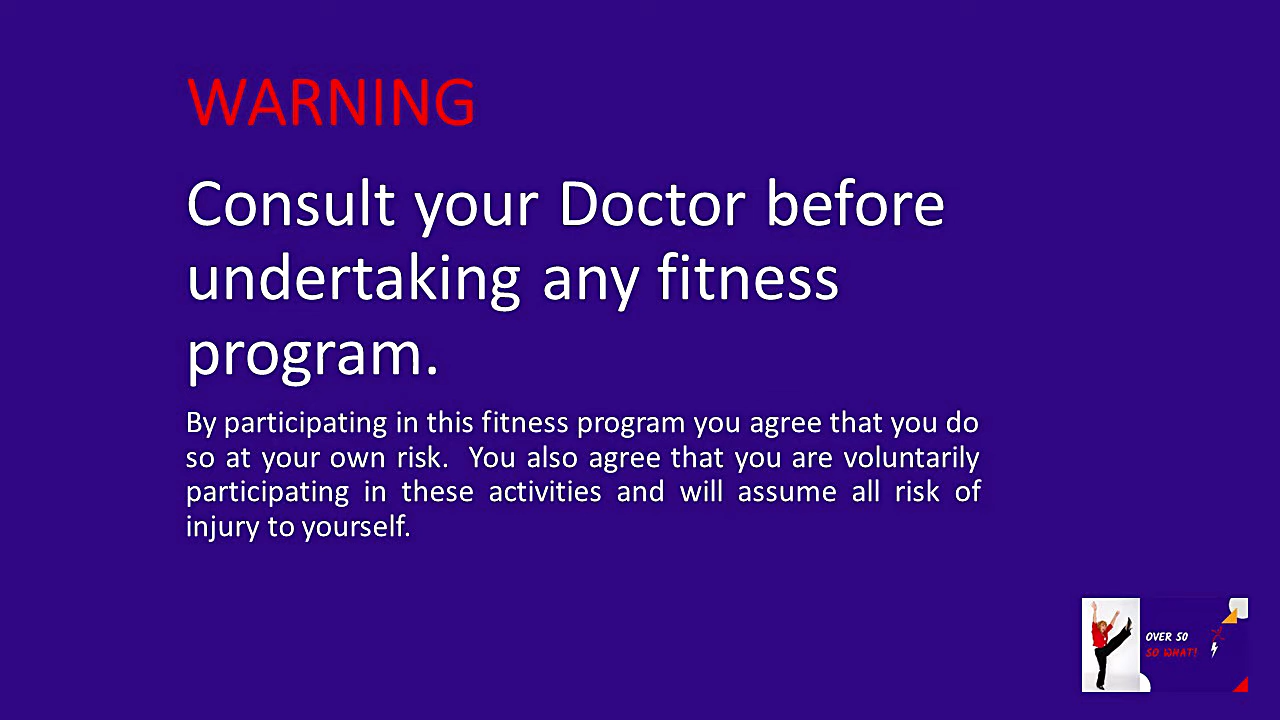 WARNING
Consult your Doctor before
undertaking any fitness
program.
By participating in this fitness program you agree that you do
so at your own risk. You also agree that you are voluntarily
participating in these activities and will assume all risk of
injury to yourself.
OVER SO
SO WHAT!